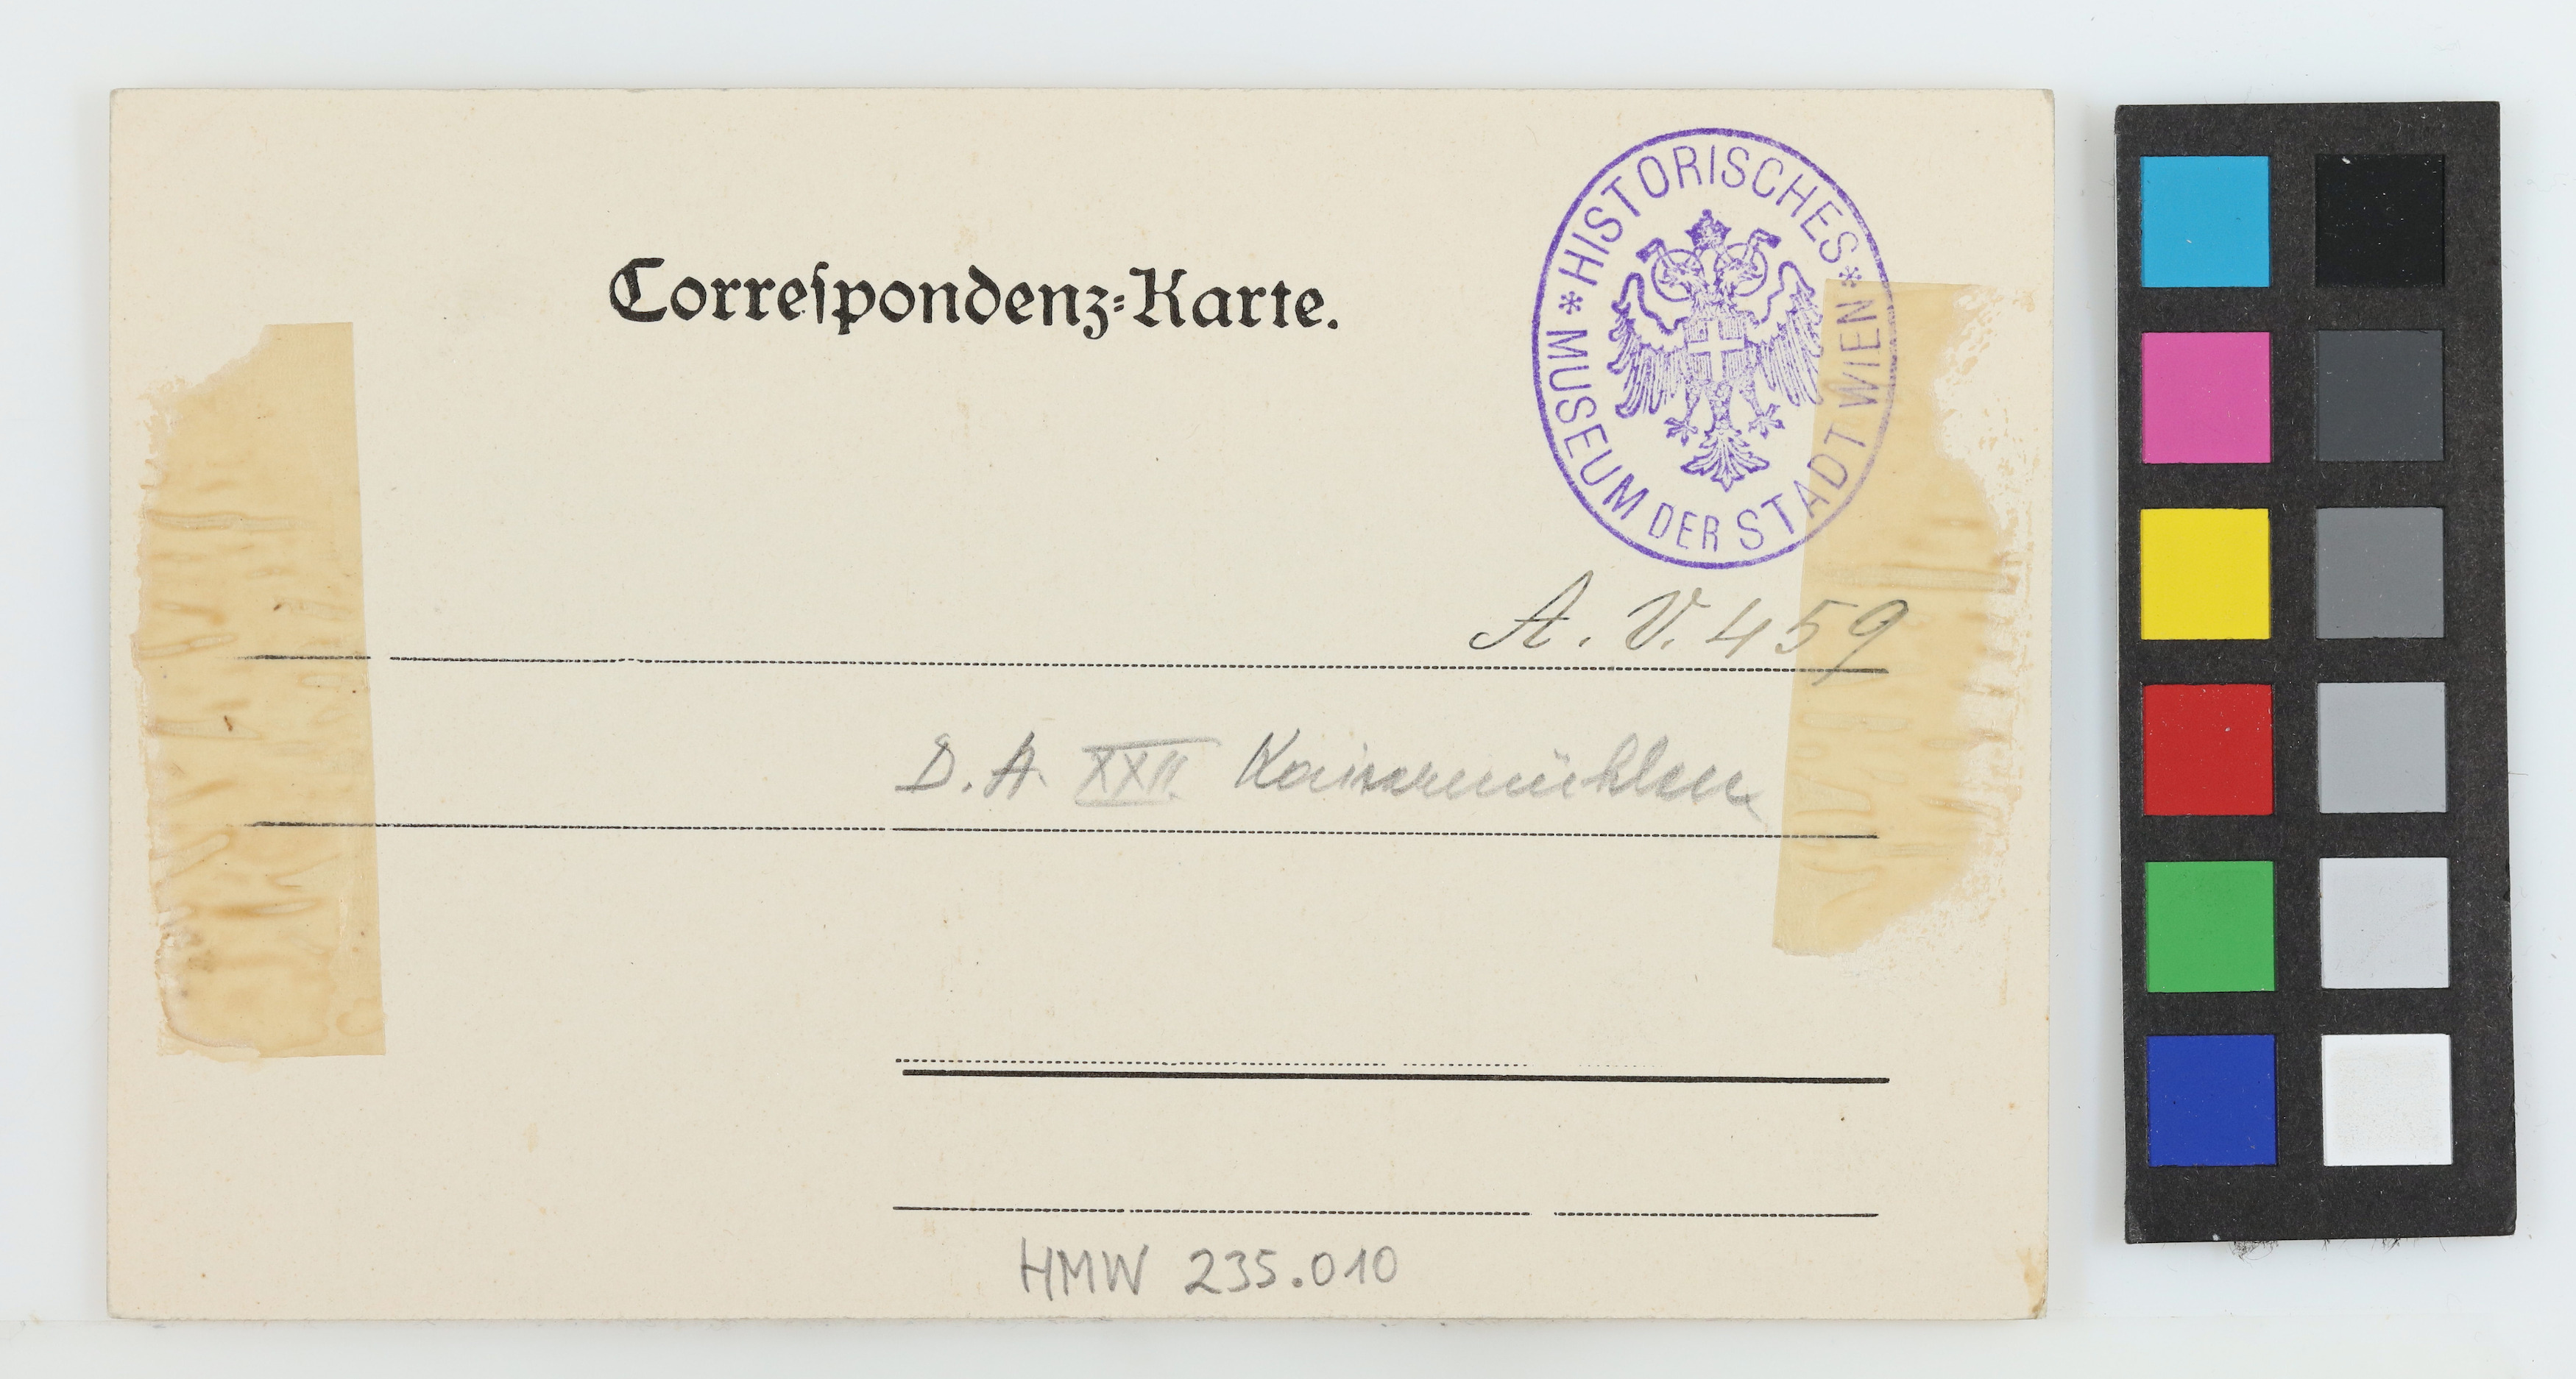 Correſpondenz-Karte.
* HISTORISCHES * MUSEUM DER STADT WIEN
A. V. 459
D. A. XXII. Kaisermühlen
HMW 235.010